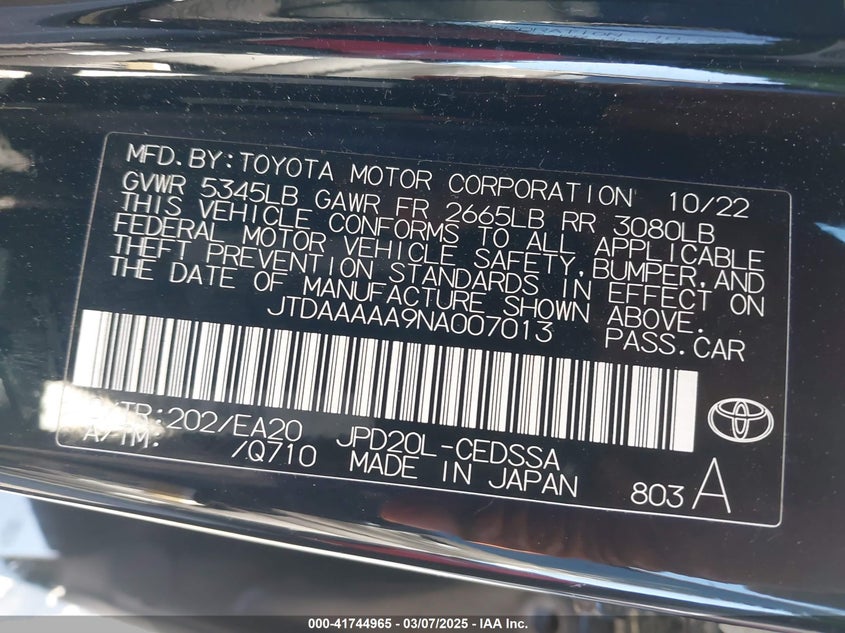 MFD.BY:TOYOTA MOTOR CORPORATION 10/22
GVWR 5345LB GAWR FR 2665LB RR 3080LB
THIS VEHICLE CONFORMS TO ALL APPLICABLE
FEDERAL MOTOR VEHICLE SAFETY,BUMPER,AND
THEFT PREVENTION STANDARDS IN EFFECT ON
THE DATE OF MANUFACTURE SHOWN ABOVE.
JTDAAAAA9NA007013 PASS.CAR
/TR:202/EA20 JPD20L-CEDSSA
A/TM: /Q710 MADE IN JAPAN
803 A
000-41744965 — 03/07/2025 — IAA Inc.